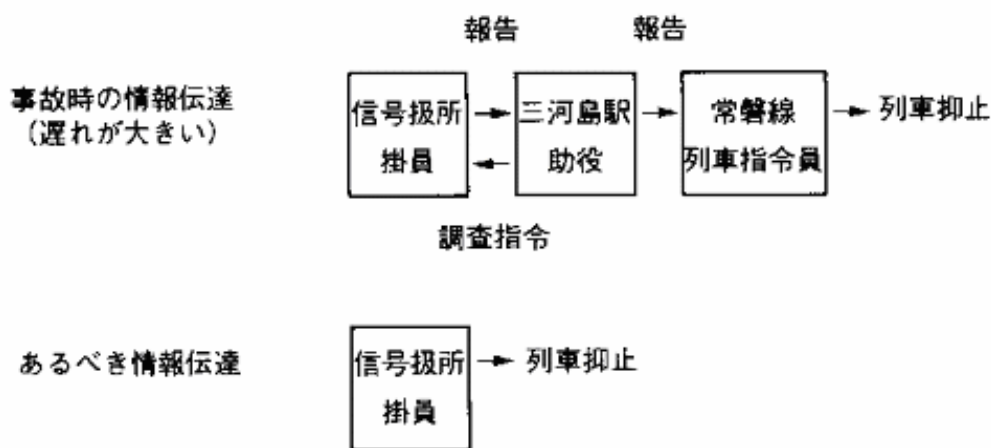 報告 報告
事故時の情報伝達
（遅れが大きい）
信号扱所
掛員
三河島駅
助役
常磐線
列車指令員
列車抑止
調査指令
あるべき情報伝達
信号扱所
掛員
列車抑止